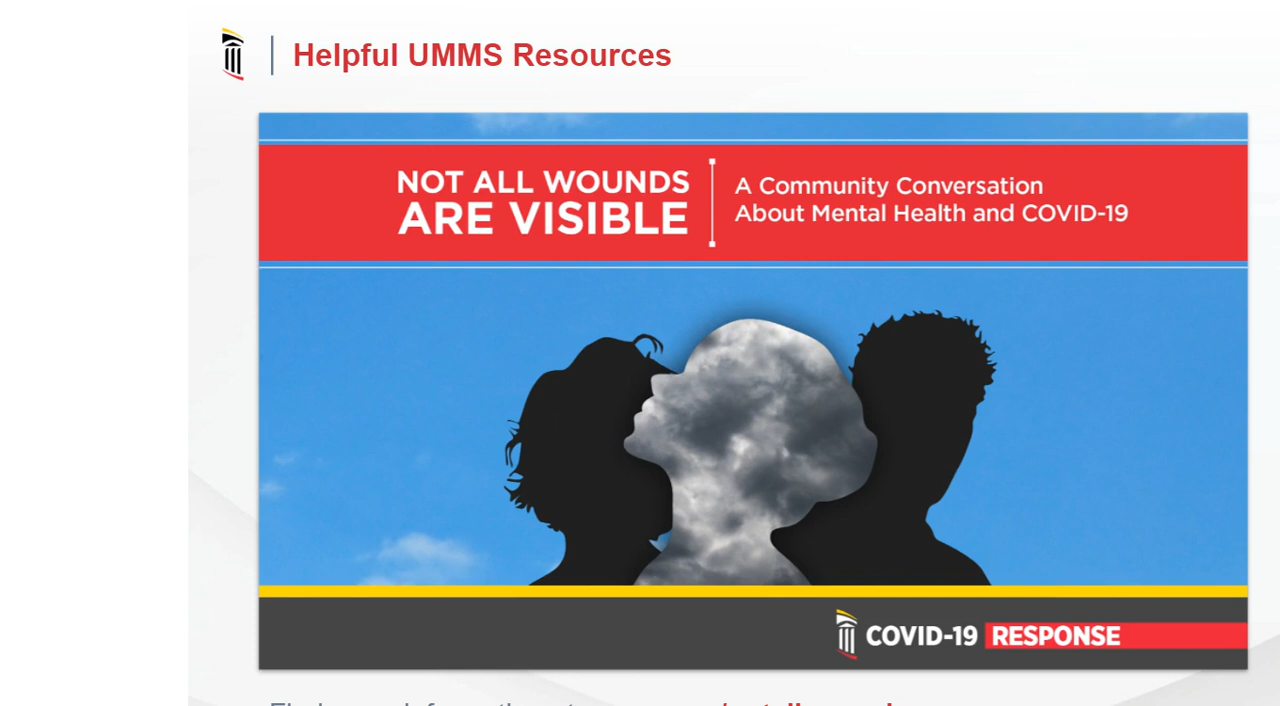 Helpful UMMS Resources
NOT ALL WOUNDS
ARE VISIBLE
A Community Conversation
About Mental Health and COVID-19
COVID-19 RESPONSE